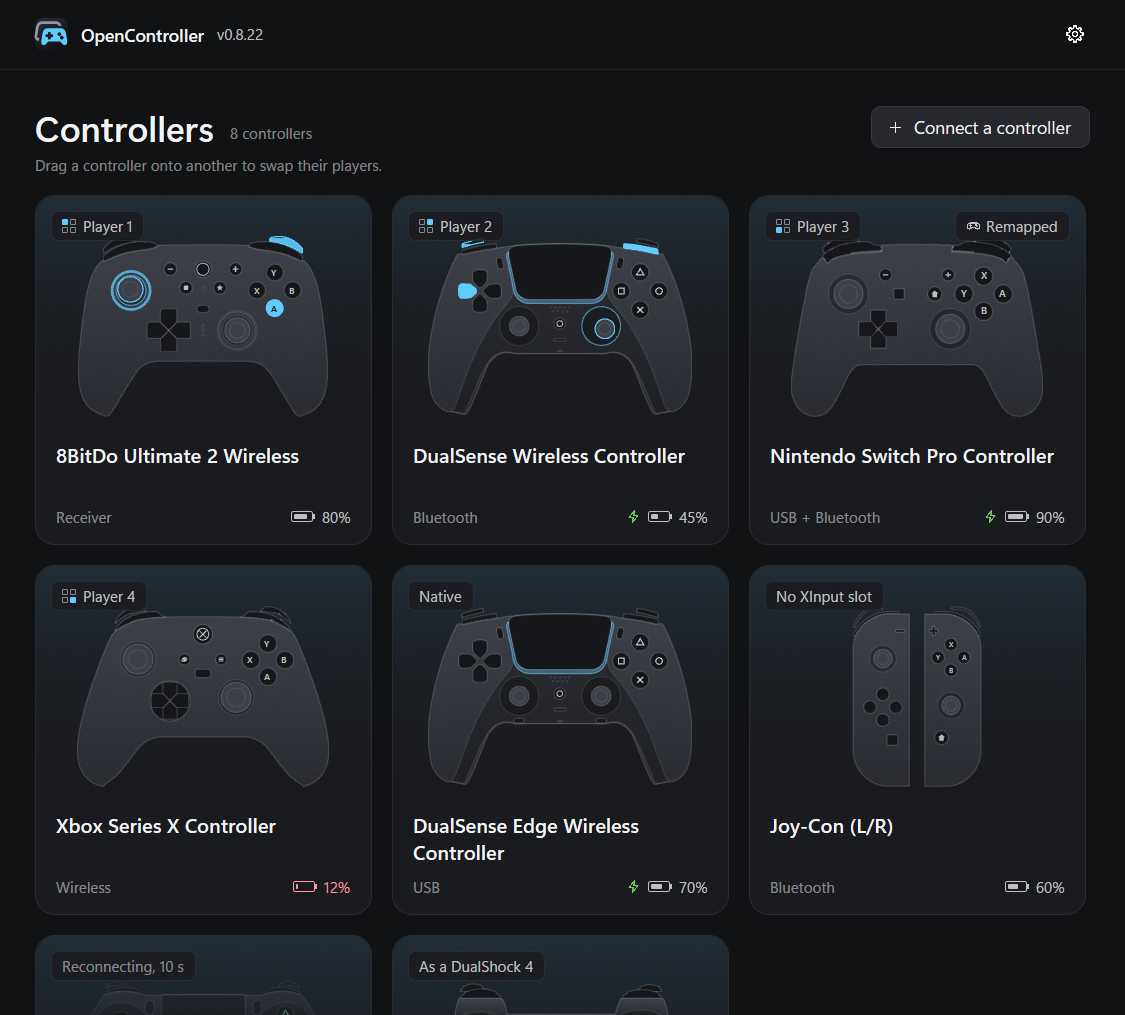 OpenController v0.8.22
Controllers 8 controllers
+ Connect a controller
Drag a controller onto another to swap their players.
Player 1
Y
X B
A
8BitDo Ultimate 2 Wireless
Receiver 80%
Player 2
DualSense Wireless Controller
Bluetooth 45%
Player 3 Remapped
X
Y A
B
Nintendo Switch Pro Controller
USB + Bluetooth 90%
Player 4
Y
X B
A
Xbox Series X Controller
Wireless 12%
Native
DualSense Edge Wireless
Controller
USB 70%
No XInput slot
X
Y A
B
Joy-Con (L/R)
Bluetooth 60%
Reconnecting, 10 s
As a DualShock 4